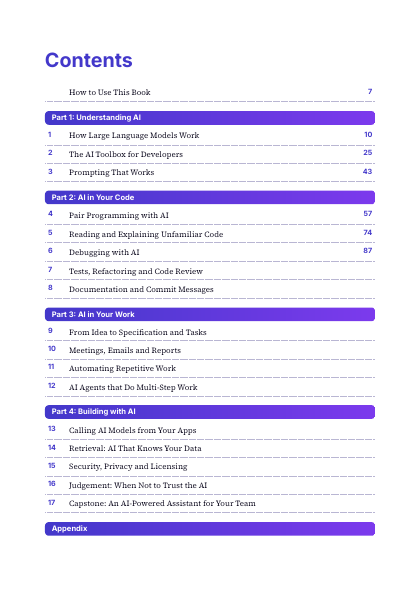 Contents
How to Use This Book 7
Part 1: Understanding AI
1 How Large Language Models Work 10
2 The AI Toolbox for Developers 25
3 Prompting That Works 43
Part 2: AI in Your Code
4 Pair Programming with AI 57
5 Reading and Explaining Unfamiliar Code 74
6 Debugging with AI 87
7 Tests, Refactoring and Code Review
8 Documentation and Commit Messages
Part 3: AI in Your Work
9 From Idea to Specification and Tasks
10 Meetings, Emails and Reports
11 Automating Repetitive Work
12 AI Agents that Do Multi-Step Work
Part 4: Building with AI
13 Calling AI Models from Your Apps
14 Retrieval: AI That Knows Your Data
15 Security, Privacy and Licensing
16 Judgement: When Not to Trust the AI
17 Capstone: An AI-Powered Assistant for Your Team
Appendix